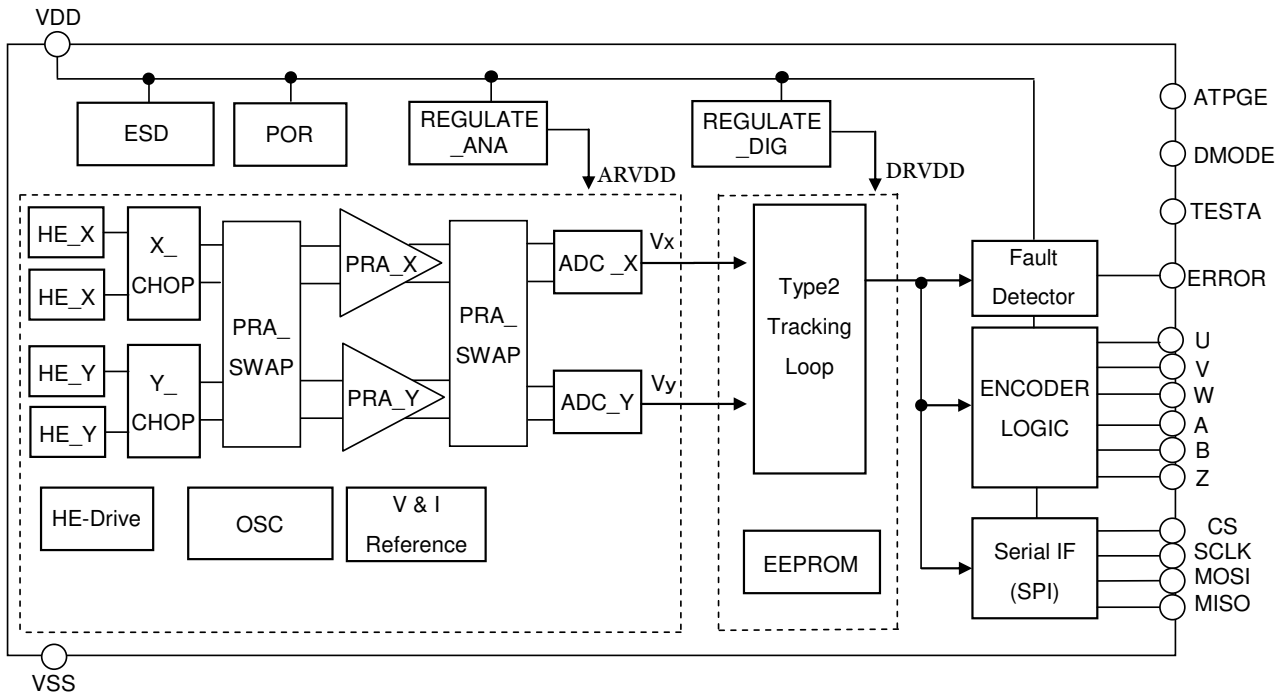 VDD
ESD
POR
REGULATE
_ANA
REGULATE
_DIG
ARVDD
DRVDD
ATPGE
DMODE
TESTA
ERROR
HE_X
HE_X
X_
CHOP
HE_Y
HE_Y
Y_
CHOP
PRA_
SWAP
PRA_X
PRA_Y
PRA_
SWAP
ADC _X
ADC_Y
Vx
Vy
Type2
Tracking
Loop
Fault
Detector
ENCODER
LOGIC
U
V
W
A
B
Z
HE-Drive
OSC
V & I
Reference
EEPROM
Serial IF
(SPI)
CS
SCLK
MOSI
MISO
VSS